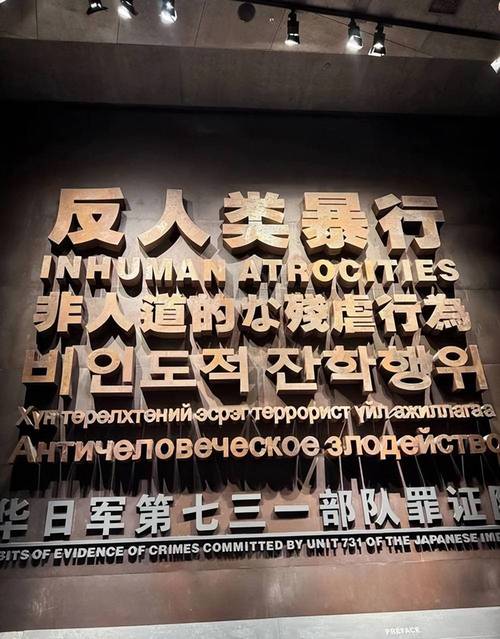 反人类暴行
INHUMAN ATROCITIES
非人道的な残虐行為
비인도적 잔학행위
Хүн төрөлхтөний эсрэг террорист үйл ажиллагаа
Античеловеческое злодейство
华日军第七三一部队罪证
BITS OF EVIDENCE OF CRIMES COMMITTED BY UNIT 731 OF THE JAPANESE IMP
PREFACE